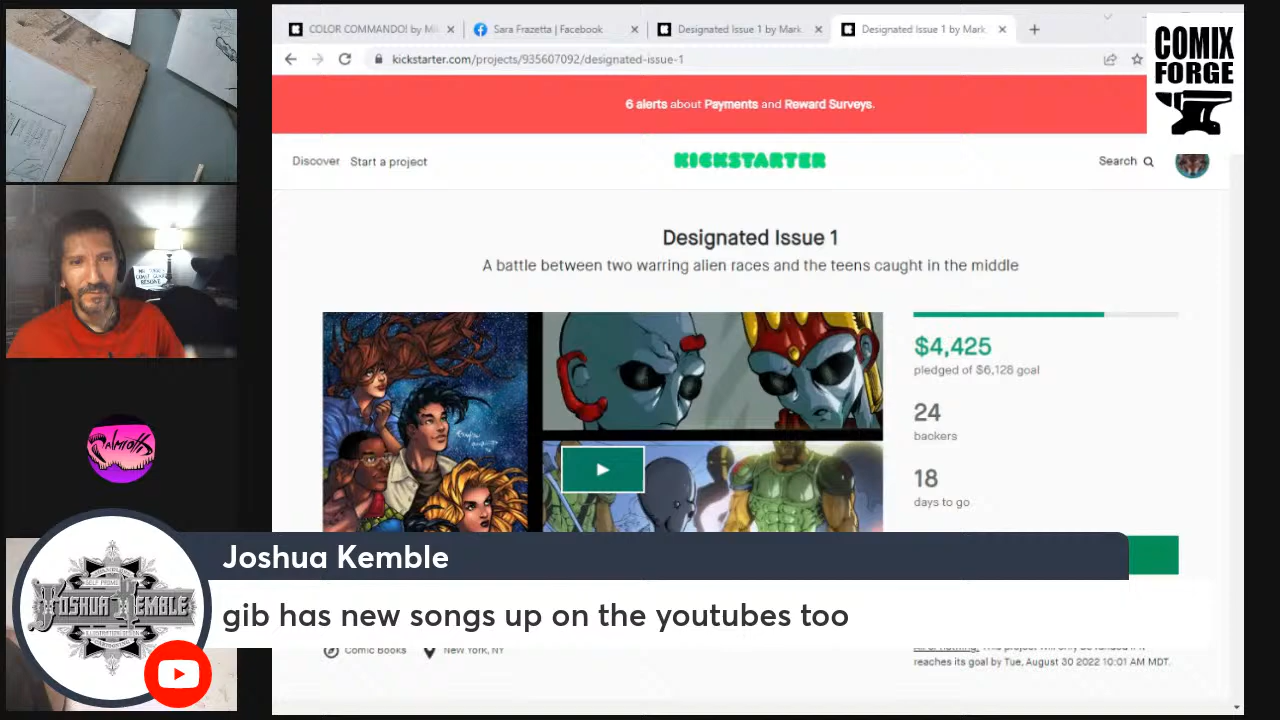 COLOR COMMANDO! by Mi
Sara Frazetta | Facebook
Designated Issue 1 by Mark
Designated Issue 1 by Mark
kickstarter.com/projects/935607092/designated-issue-1
COMIX
FORGE
6 alerts about Payments and Reward Surveys.
Discover
Start a project
KICKSTARTER
Search
Designated Issue 1
A battle between two warring alien races and the teens caught in the middle
$4,425
pledged of $6,128 goal
24
backers
18
days to go
Joshua Kemble
gib has new songs up on the youtubes too
JOSHUA KEMBLE
Comic Books
New York, NY
reaches its goal by Tue, August 30 2022 10:01 AM MDT.